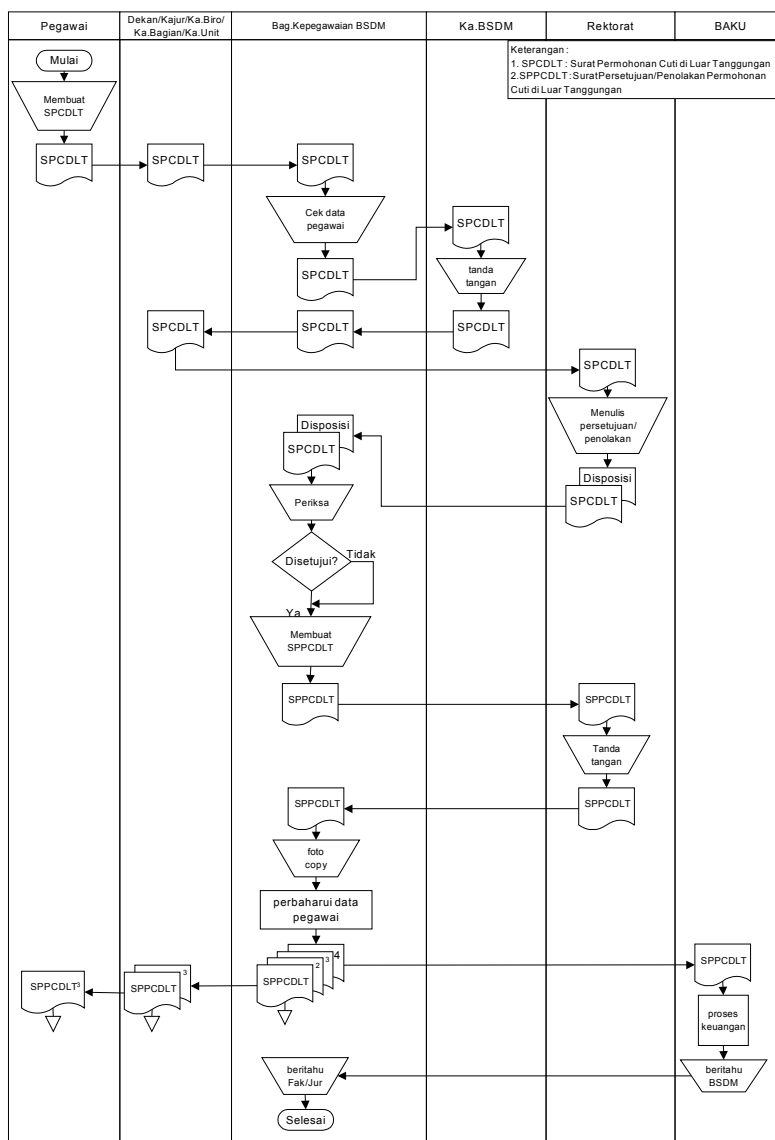 Pegawai
Dekan/Kajur/Ka.Biro/
Ka.Bagian/Ka.Unit
Bag.Kepegawaian BSDM
Ka.BSDM
Rektorat
BAKU
Keterangan :
1. SPCDLT : Surat Permohonan Cuti di Luar Tanggungan
2.SPPCDLT :SuratPersetujuan/Penolakan Permohonan
Cuti di Luar Tanggungan
Mulai
Membuat
SPCDLT
SPCDLT
SPCDLT
SPCDLT
Cek data
pegawai
SPCDLT
SPCDLT
tanda
tangan
SPCDLT
SPCDLT
SPCDLT
SPCDLT
Menulis
persetujuan/
penolakan
Disposisi
SPCDLT
Disposisi
SPCDLT
Periksa
Disetujui?
Tidak
Ya
Membuat
SPPCDLT
SPPCDLT
SPPCDLT
Tanda
tangan
SPPCDLT
SPPCDLT
foto
copy
perbaharui data
pegawai
4
3
2
SPPCDLT
3
SPPCDLT
SPPCDLT³
SPPCDLT
proses
keuangan
beritahu
BSDM
beritahu
Fak/Jur
Selesai